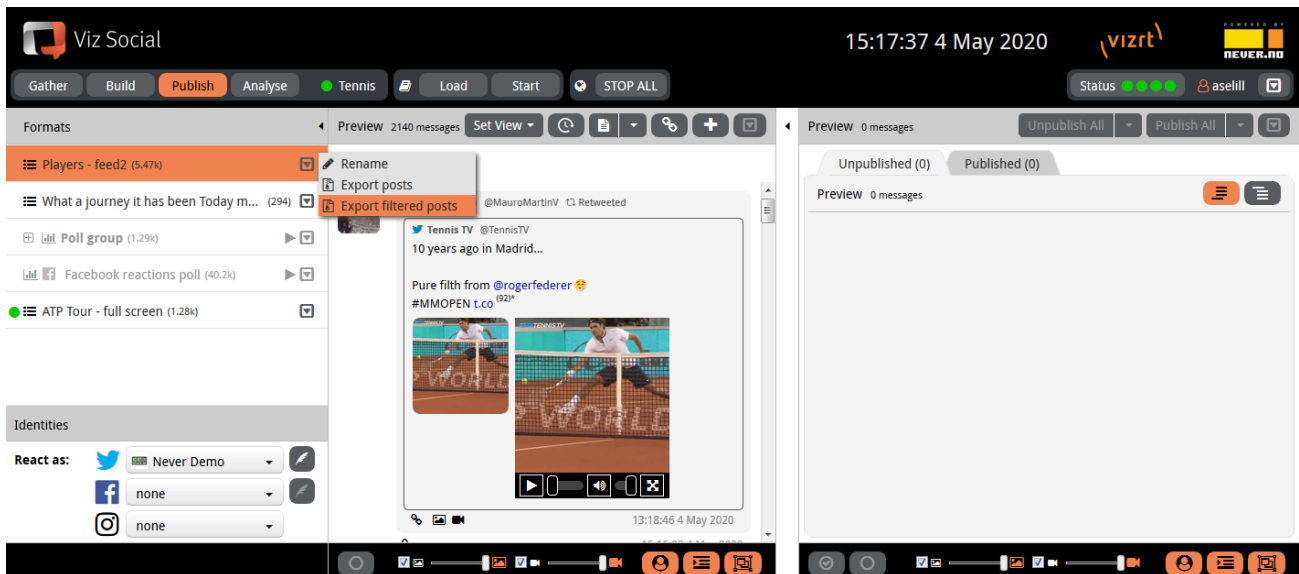 Viz Social
15:17:37 4 May 2020
vizrt
POWERED BY
NEVER.NO
Gather Build Publish Analyse Tennis Load Start STOP ALL Status aselill
Formats
Players - feed2 (5.47k)
What a journey it has been Today m... (294)
Poll group (1.29k)
Facebook reactions poll (40.2k)
ATP Tour - full screen (1.28k)
Identities
React as:
Never Demo
none
none
Preview 2140 messages Set View
Rename
Export posts
Export filtered posts
@MauroMartinV Retweeted
Tennis TV @TennisTV
10 years ago in Madrid...
Pure filth from @rogerfederer
#MMOPEN t.co (92)*
TENNISTV
WORLD
P WORLD
13:18:46 4 May 2020
Preview 0 messages Unpublish All Publish All
Unpublished (0) Published (0)
Preview 0 messages